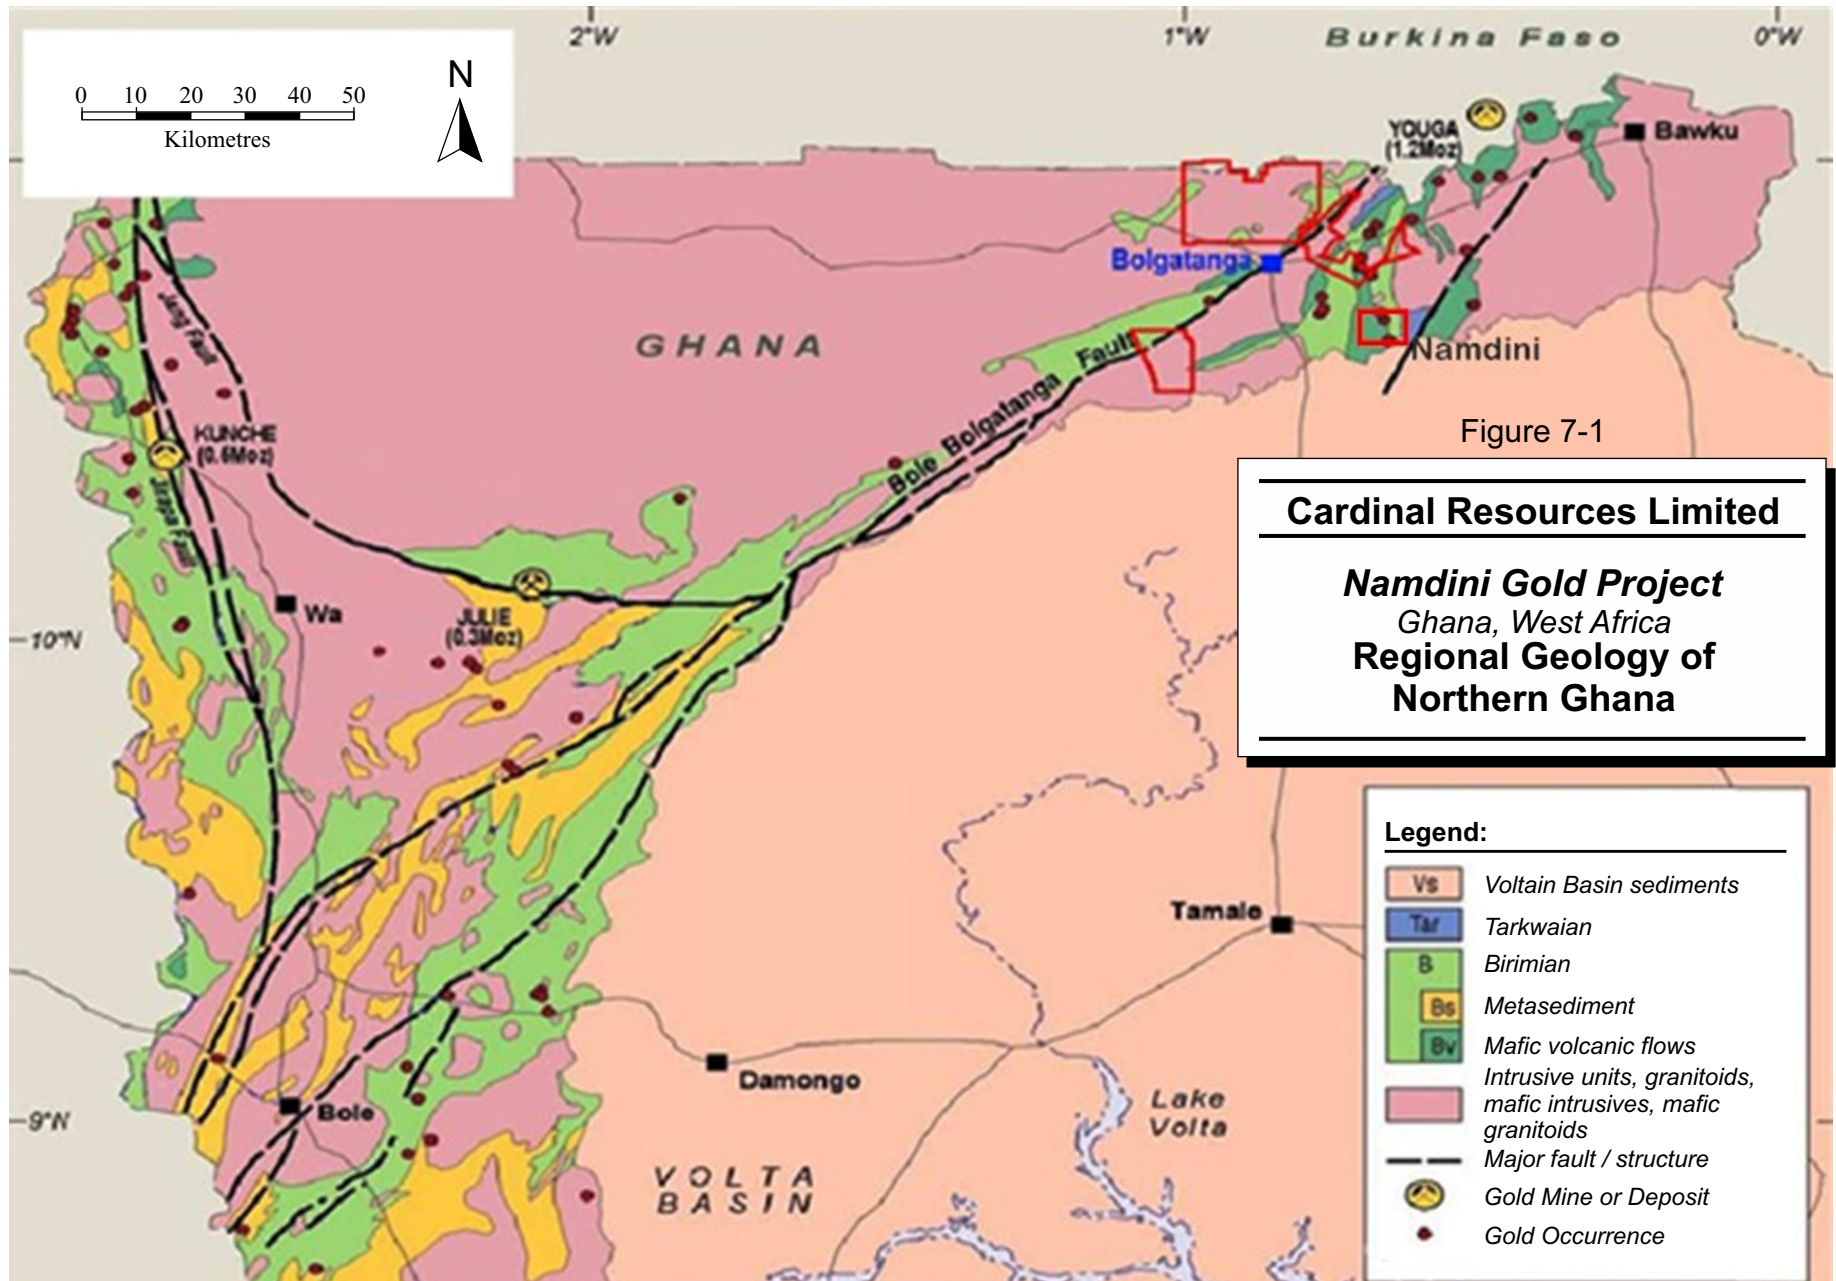 2°W
1°W
Burkina Faso
0°W
0 10 20 30 40 50
Kilometres
N
YOUGA
(1.2Moz)
Bawku
Bolgatanga
GHANA
Jang Fault
Namdini
Bole Bolgatanga Fault
KUNCHE
(0.6Moz)
Jirapa Fault
Wa
JULIE
(0.3Moz)
10°N
Figure 7-1
Cardinal Resources Limited
Namdini Gold Project
Ghana, West Africa
Regional Geology of
Northern Ghana
Tamale
Damongo
Bole
9°N
Lake
Volta
VOLTA
BASIN
Legend:
Vs Voltain Basin sediments
Tar Tarkwaian
B Birimian
Bs Metasediment
Bv Mafic volcanic flows
Intrusive units, granitoids,
mafic intrusives, mafic
granitoids
Major fault / structure
Gold Mine or Deposit
Gold Occurrence